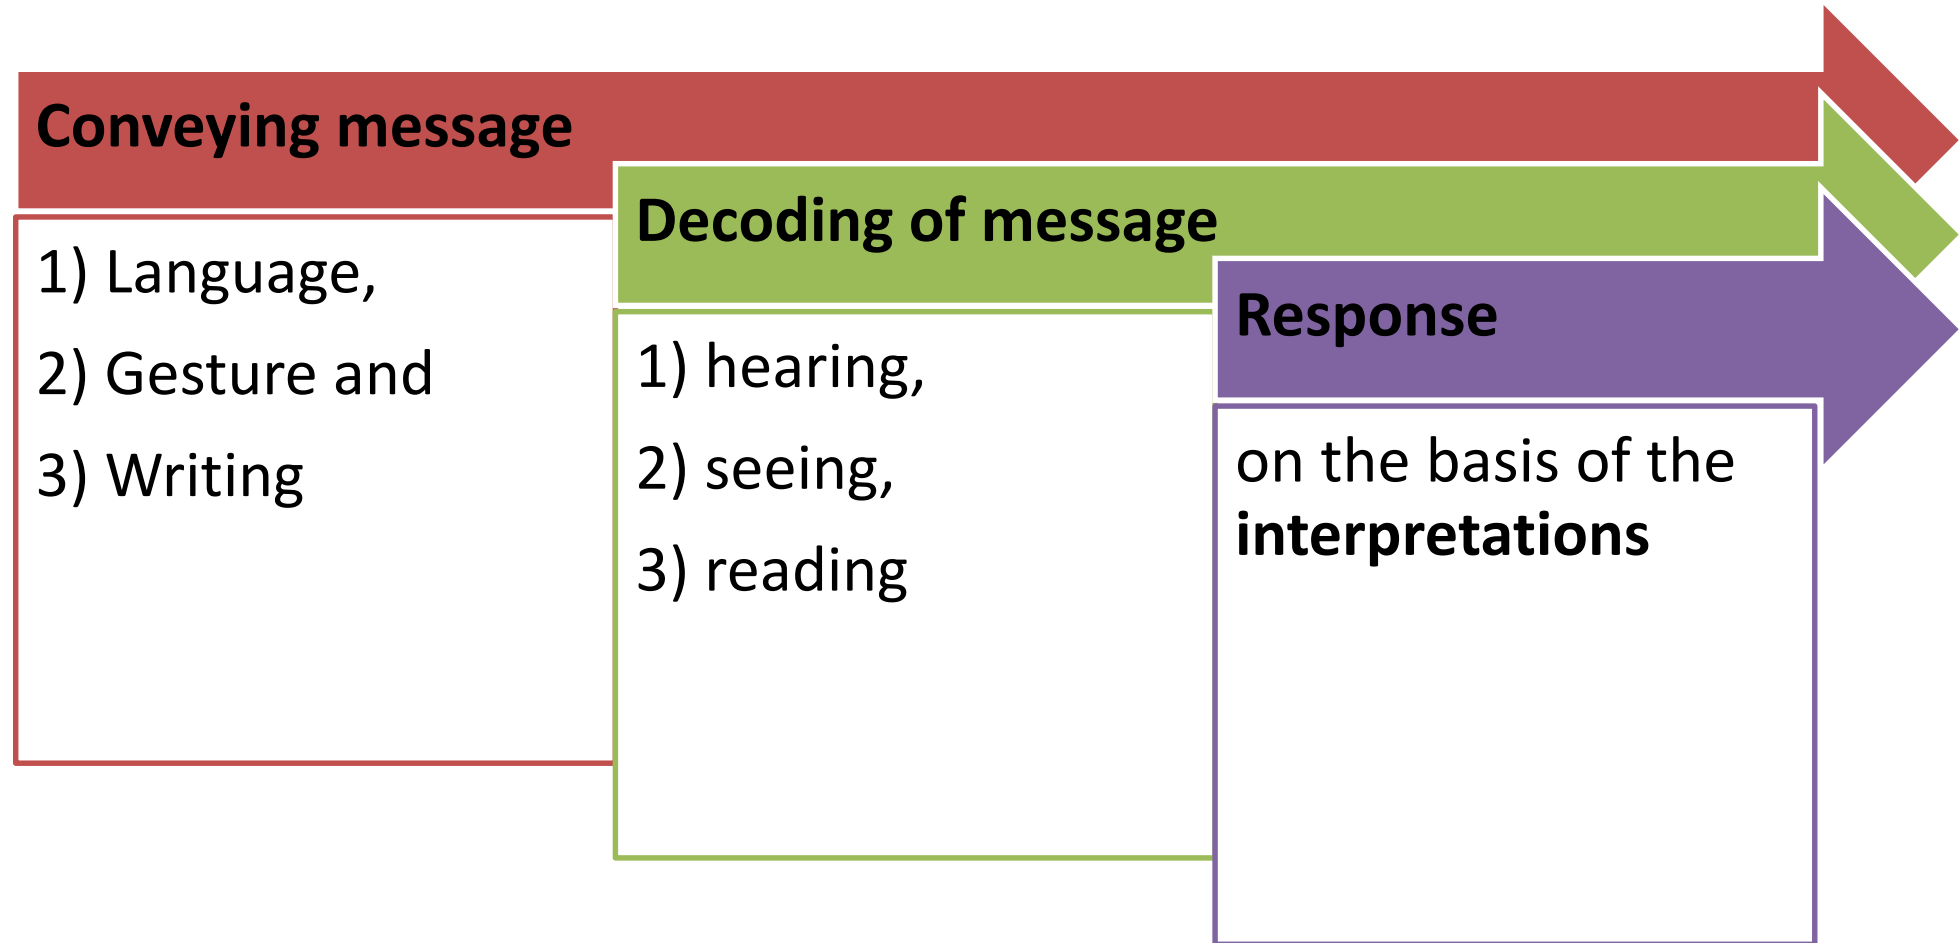 Conveying message
1) Language,
2) Gesture and
3) Writing
Decoding of message
1) hearing,
2) seeing,
3) reading
Response
on the basis of the
interpretations